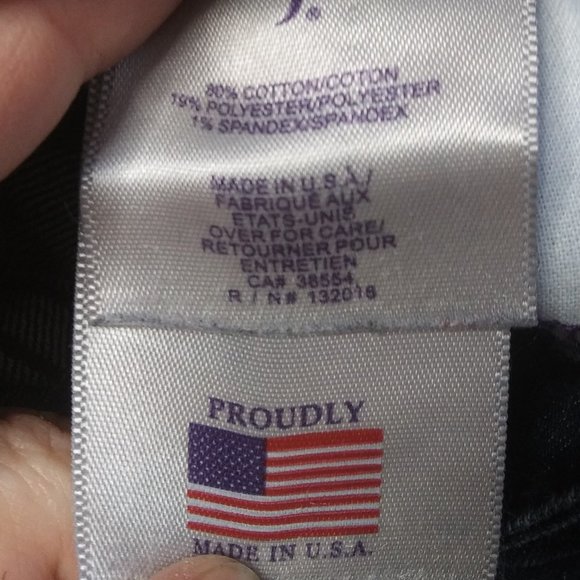 J.®
80% COTTON/COTON
19% POLYESTER/POLYESTER
1% SPANDEX/SPANDEX
MADE IN U.S.A/
FABRIQUÉ AUX
ETATS-UNIS
OVER FOR CARE/
RETOURNER POUR
ENTRETIEN
CA# 38554
R / N# 132016
PROUDLY
MADE IN U.S.A.